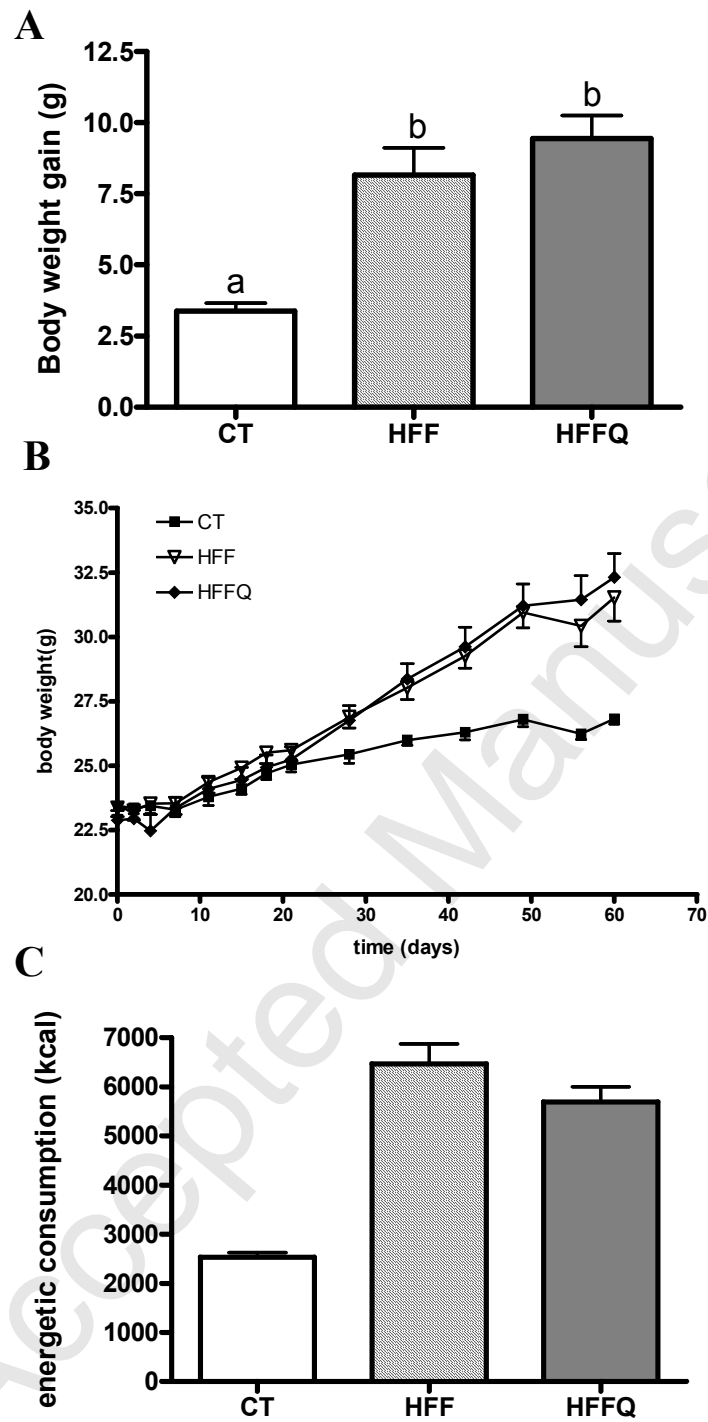 A
Body weight gain (g)
12.5
10.0
7.5
5.0
2.5
0.0
a
b
b
CT HFF HFFQ
B
body weight(g)
35.0
32.5
30.0
27.5
25.0
22.5
20.0
CT
HFF
HFFQ
0 10 20 30 40 50 60 70
time (days)
C
energetic consumption (kcal)
7000
6000
5000
4000
3000
2000
1000
0
CT HFF HFFQ
Accepted Manus